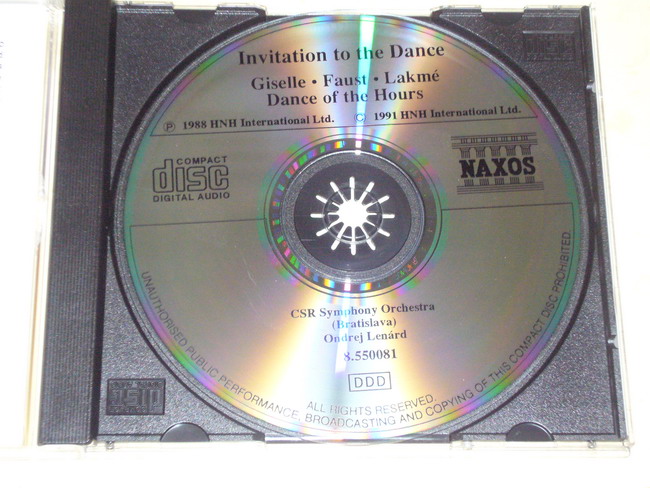 Invitation to the Dance
Giselle • Faust • Lakmé
Dance of the Hours
Ⓟ 1988 HNH International Ltd. © 1991 HNH International Ltd.
COMPACT
disc
DIGITAL AUDIO
NAXOS
CSR Symphony Orchestra
(Bratislava)
Ondrej Lenárd
8.550081
DDD
ALL RIGHTS RESERVED.
UNAUTHORISED PUBLIC PERFORMANCE, BROADCASTING AND COPYING OF THIS COMPACT DISC PROHIBITED.